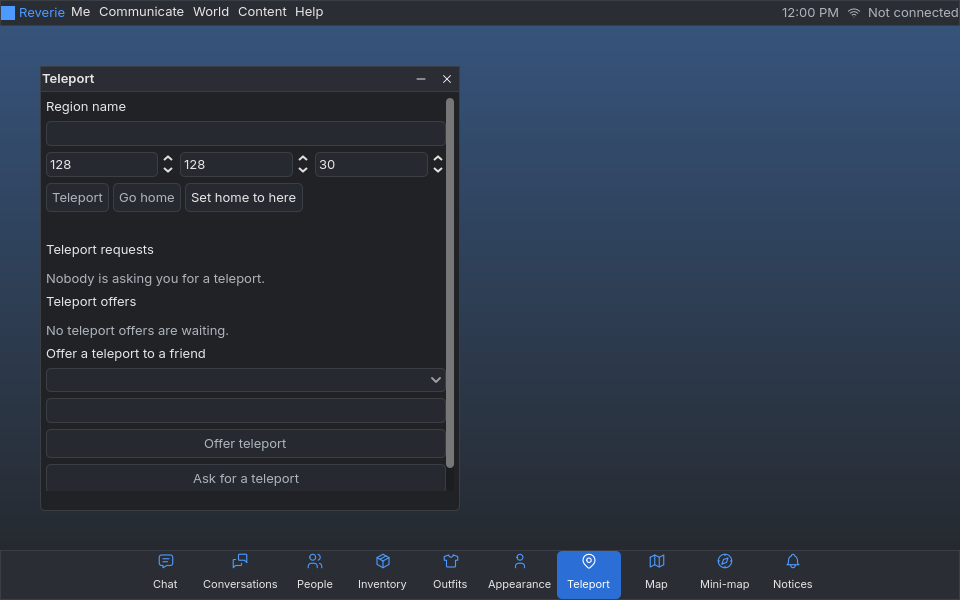 Reverie Me Communicate World Content Help 12:00 PM Not connected
Teleport
Region name
128 128 30
Teleport Go home Set home to here
Teleport requests
Nobody is asking you for a teleport.
Teleport offers
No teleport offers are waiting.
Offer a teleport to a friend
Offer teleport
Ask for a teleport
Chat Conversations People Inventory Outfits Appearance Teleport Map Mini-map Notices